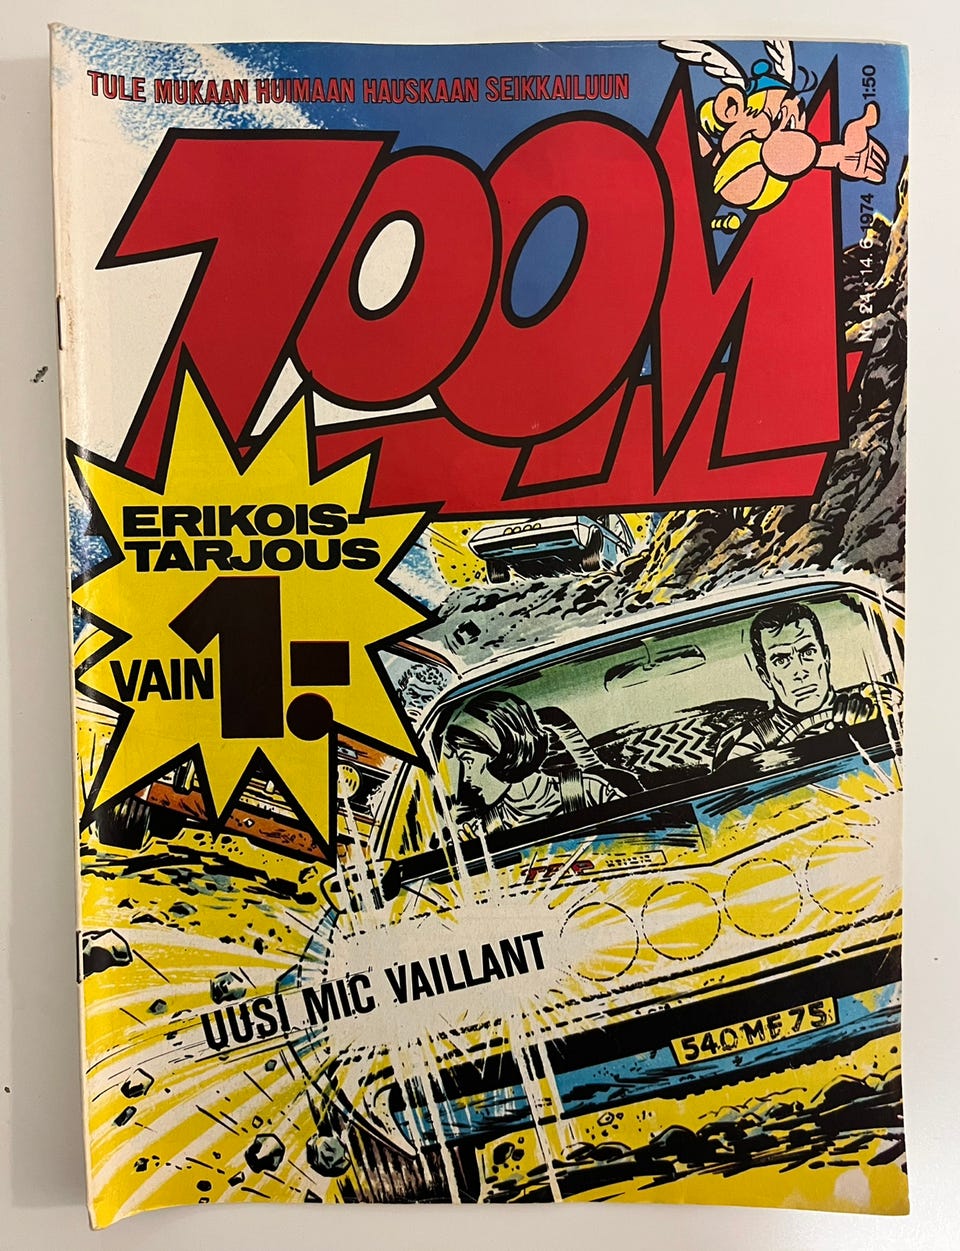 TULE MUKAAN HUIMAAN HAUSKAAN SEIKKAILUUN
ZOOM
No 24 14.6.1974
1:50
ERIKOIS-
TARJOUS
VAIN 1:-
UUSI MIC VAILLANT
540 MF 75